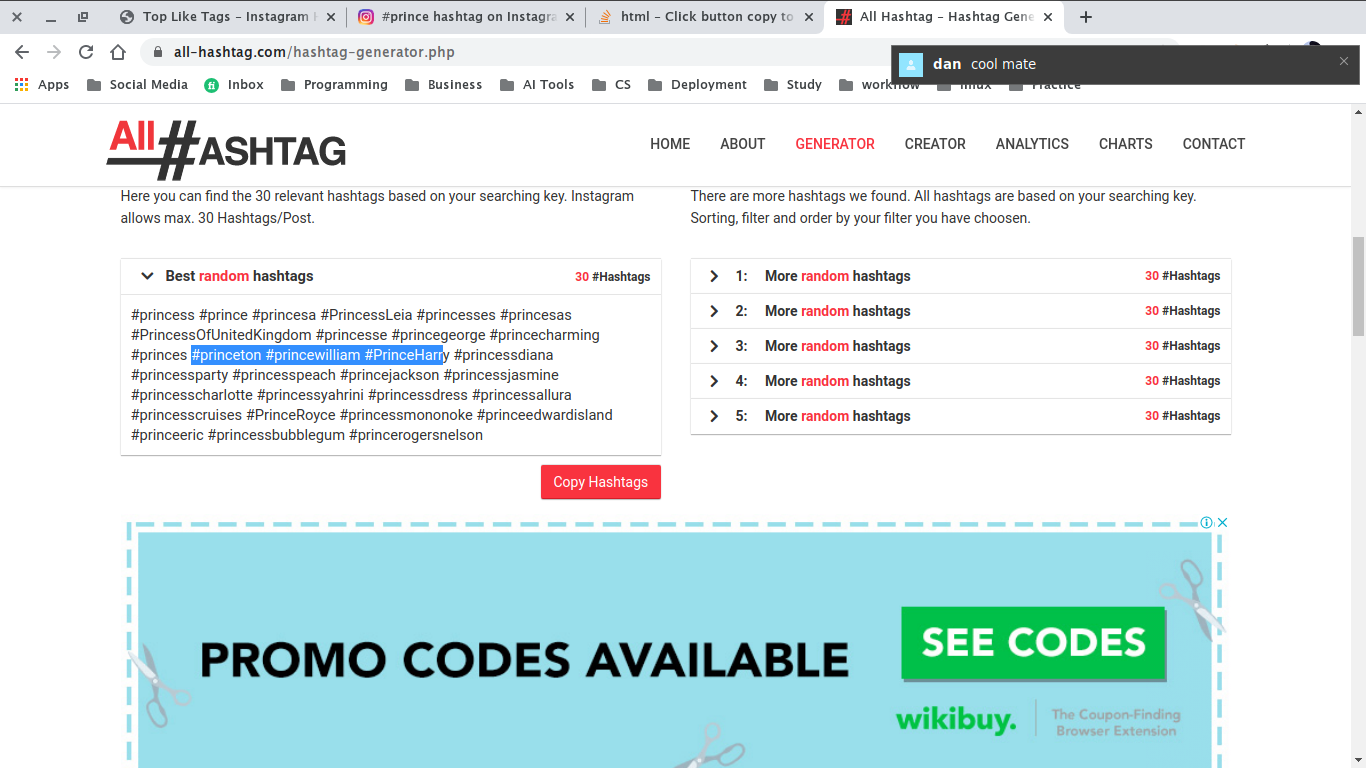 Top Like Tags - Instagram
#prince hashtag on Instagra
html - Click button copy to
All Hashtag - Hashtag Gene
all-hashtag.com/hashtag-generator.php
dan cool mate
Apps
Social Media
Inbox
Programming
Business
AI Tools
CS
Deployment
Study
All #ASHTAG
HOME
ABOUT
GENERATOR
CREATOR
ANALYTICS
CHARTS
CONTACT
Here you can find the 30 relevant hashtags based on your searching key. Instagram
allows max. 30 Hashtags/Post.
There are more hashtags we found. All hashtags are based on your searching key.
Sorting, filter and order by your filter you have choosen.
Best random hashtags 30 #Hashtags
#princess #prince #princesa #PrincessLeia #princesses #princesas
#PrincessOfUnitedKingdom #princesse #princegeorge #princecharming
#princes #princeton #princewilliam #PrinceHarry #princessdiana
#princessparty #princesspeach #princejackson #princessjasmine
#princesscharlotte #princessyahrini #princessdress #princessallura
#princesscruises #PrinceRoyce #princessmononoke #princeedwardisland
#princeeric #princessbubblegum #princerogersnelson
Copy Hashtags
1: More random hashtags 30 #Hashtags
2: More random hashtags 30 #Hashtags
3: More random hashtags 30 #Hashtags
4: More random hashtags 30 #Hashtags
5: More random hashtags 30 #Hashtags
PROMO CODES AVAILABLE
SEE CODES
wikibuy.
The Coupon-Finding
Browser Extension